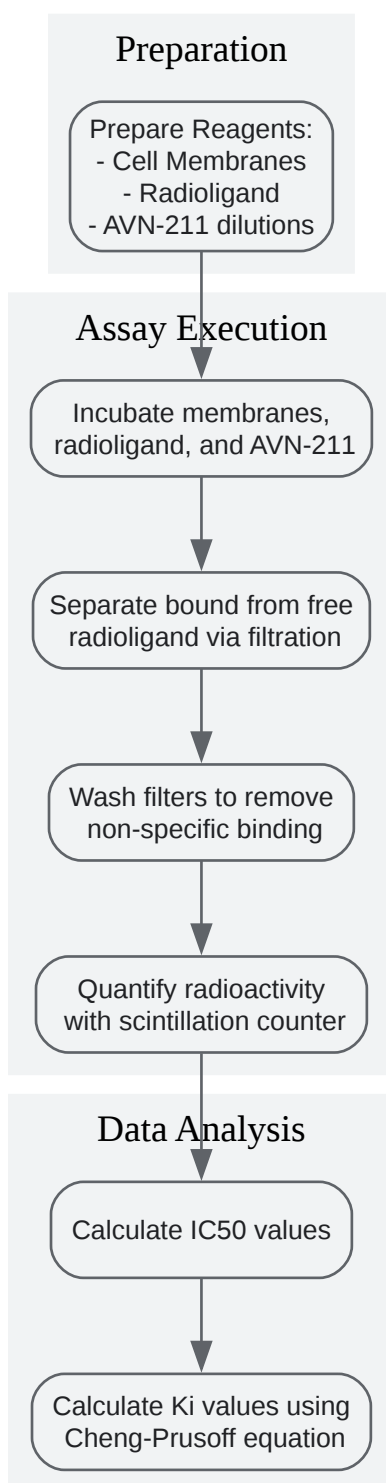 Preparation
Prepare Reagents:
- Cell Membranes
- Radioligand
- AVN-211 dilutions
Assay Execution
Incubate membranes,
radioligand, and AVN-211
Separate bound from free
radioligand via filtration
Wash filters to remove
non-specific binding
Quantify radioactivity
with scintillation counter
Data Analysis
Calculate IC50 values
Calculate Ki values using
Cheng-Prusoff equation